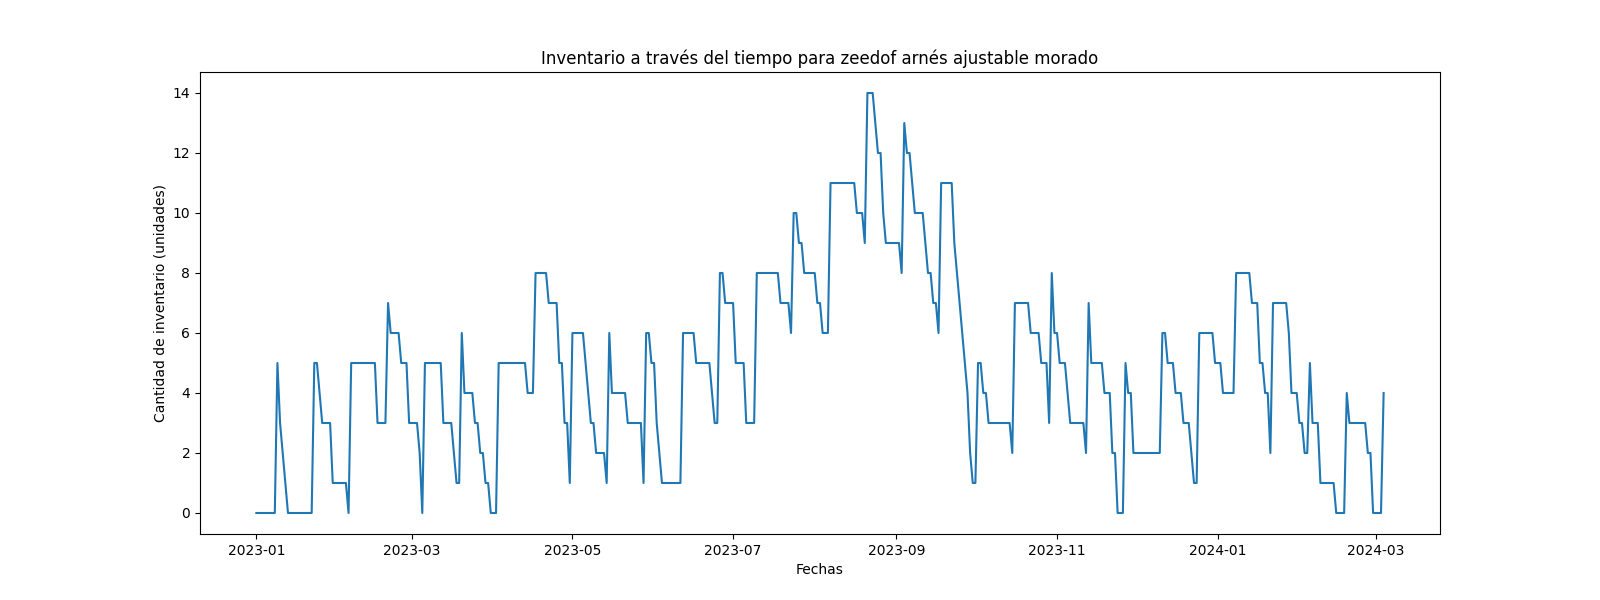 Inventario a través del tiempo para zeedof arnés ajustable morado
Cantidad de inventario (unidades)
14
12
10
8
6
4
2
0
2023-01 2023-03 2023-05 2023-07 2023-09 2023-11 2024-01 2024-03
Fechas